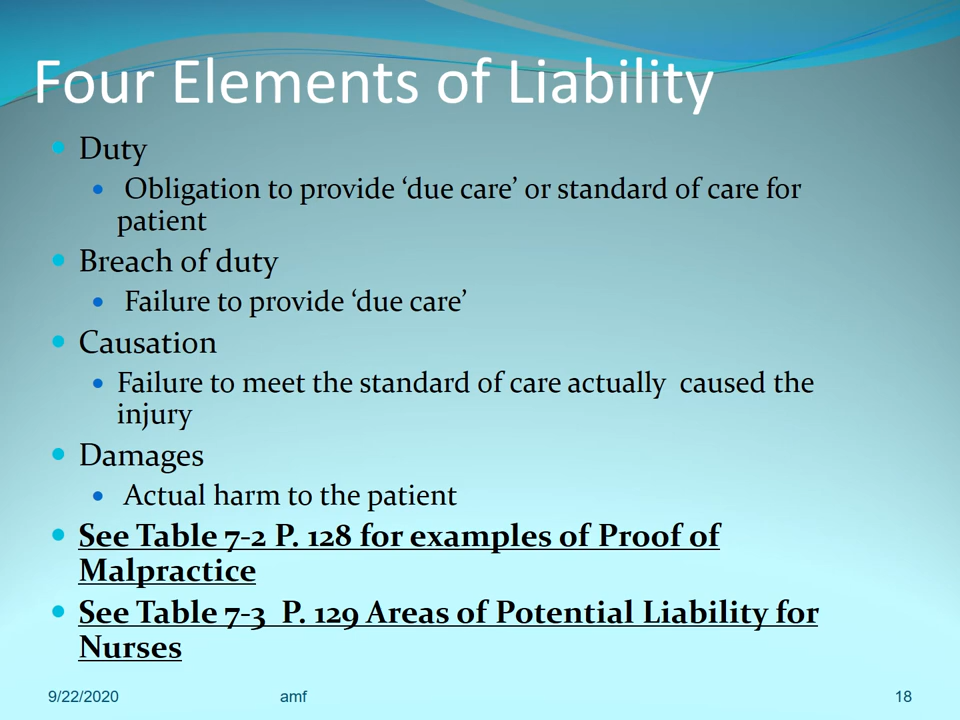 Four Elements of Liability
Duty
Obligation to provide ‘due care’ or standard of care for
patient
Breach of duty
Failure to provide ‘due care’
Causation
Failure to meet the standard of care actually  caused the
injury
Damages
Actual harm to the patient
See Table 7-2 P. 128 for examples of Proof of
Malpractice
See Table 7-3  P. 129 Areas of Potential Liability for
Nurses
9/22/2020 amf 18